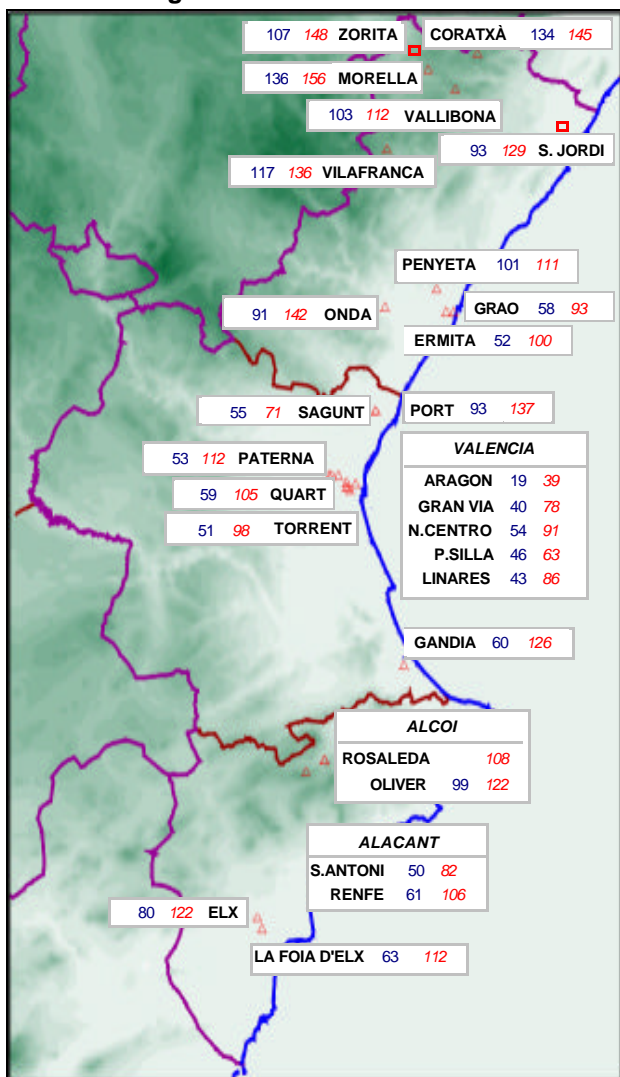 107 148 ZORITA
CORATXÀ 134 145
136 156 MORELLA
103 112 VALLIBONA
93 129 S. JORDI
117 136 VILAFRANCA
PENYETA 101 111
91 142 ONDA
GRAO 58 93
ERMITA 52 100
55 71 SAGUNT
PORT 93 137
53 112 PATERNA
59 105 QUART
51 98 TORRENT
VALENCIA
ARAGON 19 39
GRAN VIA 40 78
N.CENTRO 54 91
P.SILLA 46 63
LINARES 43 86
GANDIA 60 126
ALCOI
ROSALEDA 108
OLIVER 99 122
ALACANT
S.ANTONI 50 82
RENFE 61 106
80 122 ELX
LA FOIA D'ELX 63 112